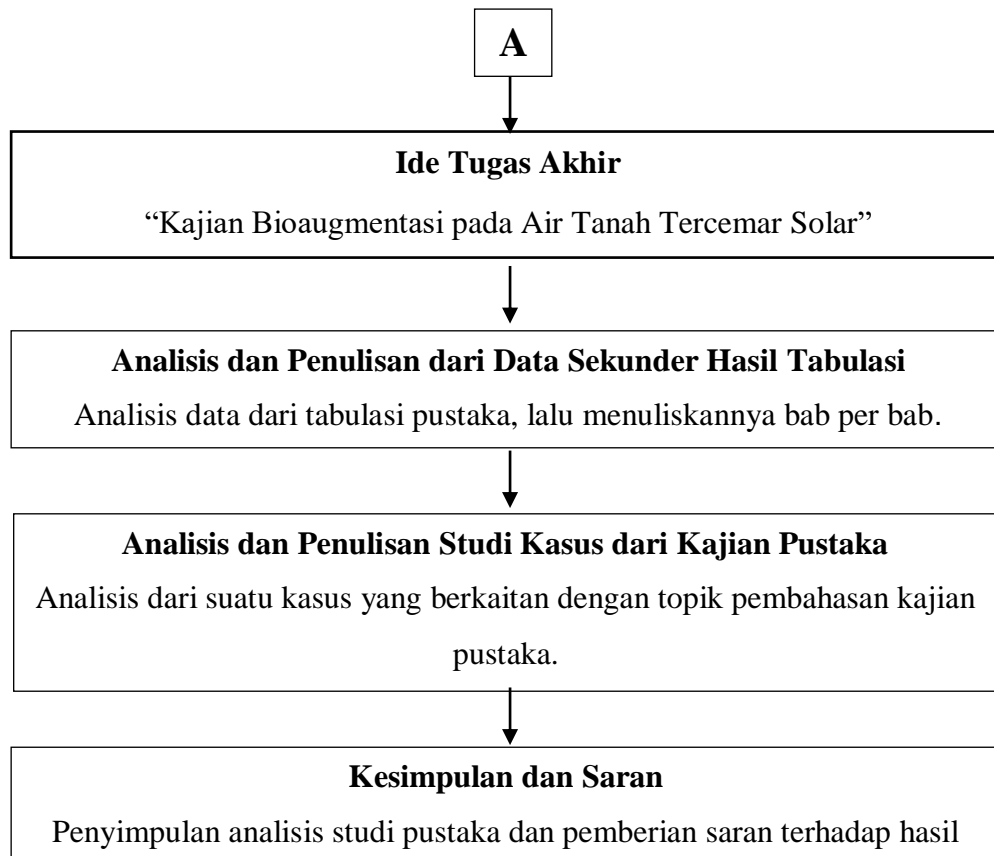 A
Ide Tugas Akhir
“Kajian Bioaugmentasi pada Air Tanah Tercemar Solar”
Analisis dan Penulisan dari Data Sekunder Hasil Tabulasi
Analisis data dari tabulasi pustaka, lalu menuliskannya bab per bab.
Analisis dan Penulisan Studi Kasus dari Kajian Pustaka
Analisis dari suatu kasus yang berkaitan dengan topik pembahasan kajian
pustaka.
Kesimpulan dan Saran
Penyimpulan analisis studi pustaka dan pemberian saran terhadap hasil